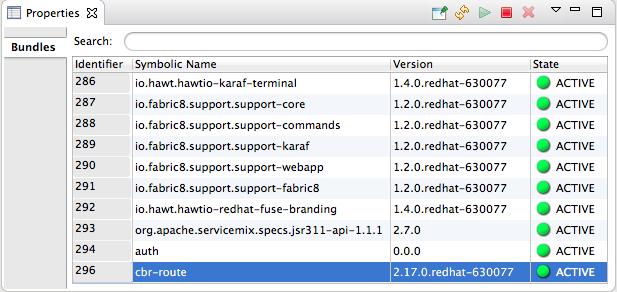 Properties
Bundles
Search:
Identifier Symbolic Name Version State
286 io.hawt.hawtio-karaf-terminal 1.4.0.redhat-630077 ACTIVE
287 io.fabric8.support.support-core 1.2.0.redhat-630077 ACTIVE
288 io.fabric8.support.support-commands 1.2.0.redhat-630077 ACTIVE
289 io.fabric8.support.support-karaf 1.2.0.redhat-630077 ACTIVE
290 io.fabric8.support.support-webapp 1.2.0.redhat-630077 ACTIVE
291 io.fabric8.support.support-fabric8 1.2.0.redhat-630077 ACTIVE
292 io.hawt.hawtio-redhat-fuse-branding 1.4.0.redhat-630077 ACTIVE
293 org.apache.servicemix.specs.jsr311-api-1.1.1 2.7.0 ACTIVE
294 auth 0.0.0 ACTIVE
296 cbr-route 2.17.0.redhat-630077 ACTIVE